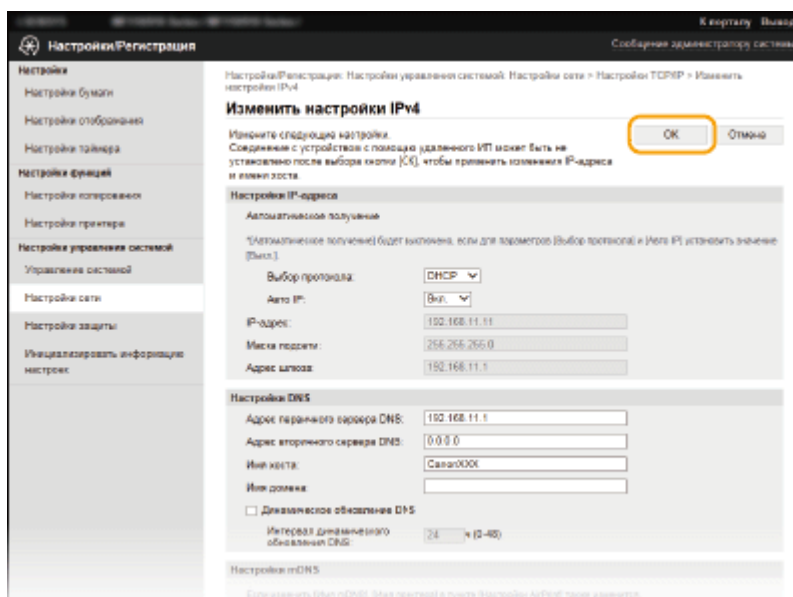 К порталу Выход
Настройки/Регистрация
Сообщение администратору системы
Настройки
Настройки бумаги
Настройки отображения
Настройки таймера
Настройки функций
Настройки копирования
Настройки принтера
Настройки управления системой
Управление системой
Настройки сети
Настройки защиты
Инициализировать информацию
настроек
Настройки/Регистрация: Настройки управления системой: Настройки сети > Настройки TCP/IP > Изменить
настройки IPv4
Изменить настройки IPv4
Измените следующие настройки.
Соединение с устройством с помощью удаленного ИП может быть не
установлено после выбора кнопки [OK], чтобы применить изменения IP-адреса
и имени хоста.
OK
Отмена
Настройки IP-адреса
Автоматическое получение
*[Автоматическое получение] будет выключена, если для параметров [Выбор протокола] и [Авто IP] установить значение
[Выкл.].
Выбор протокола: DHCP
Авто IP: Вкл.
IP-адрес: 192.168.11.11
Маска подсети: 255.255.255.0
Адрес шлюза: 192.168.11.1
Настройки DNS
Адрес первичного сервера DNS: 192.168.11.1
Адрес вторичного сервера DNS: 0.0.0.0
Имя хоста: CanonXXX
Имя домена:
Динамическое обновление DNS
Интервал динамического
обновления DNS: 24 ч (0-48)
Настройки mDNS